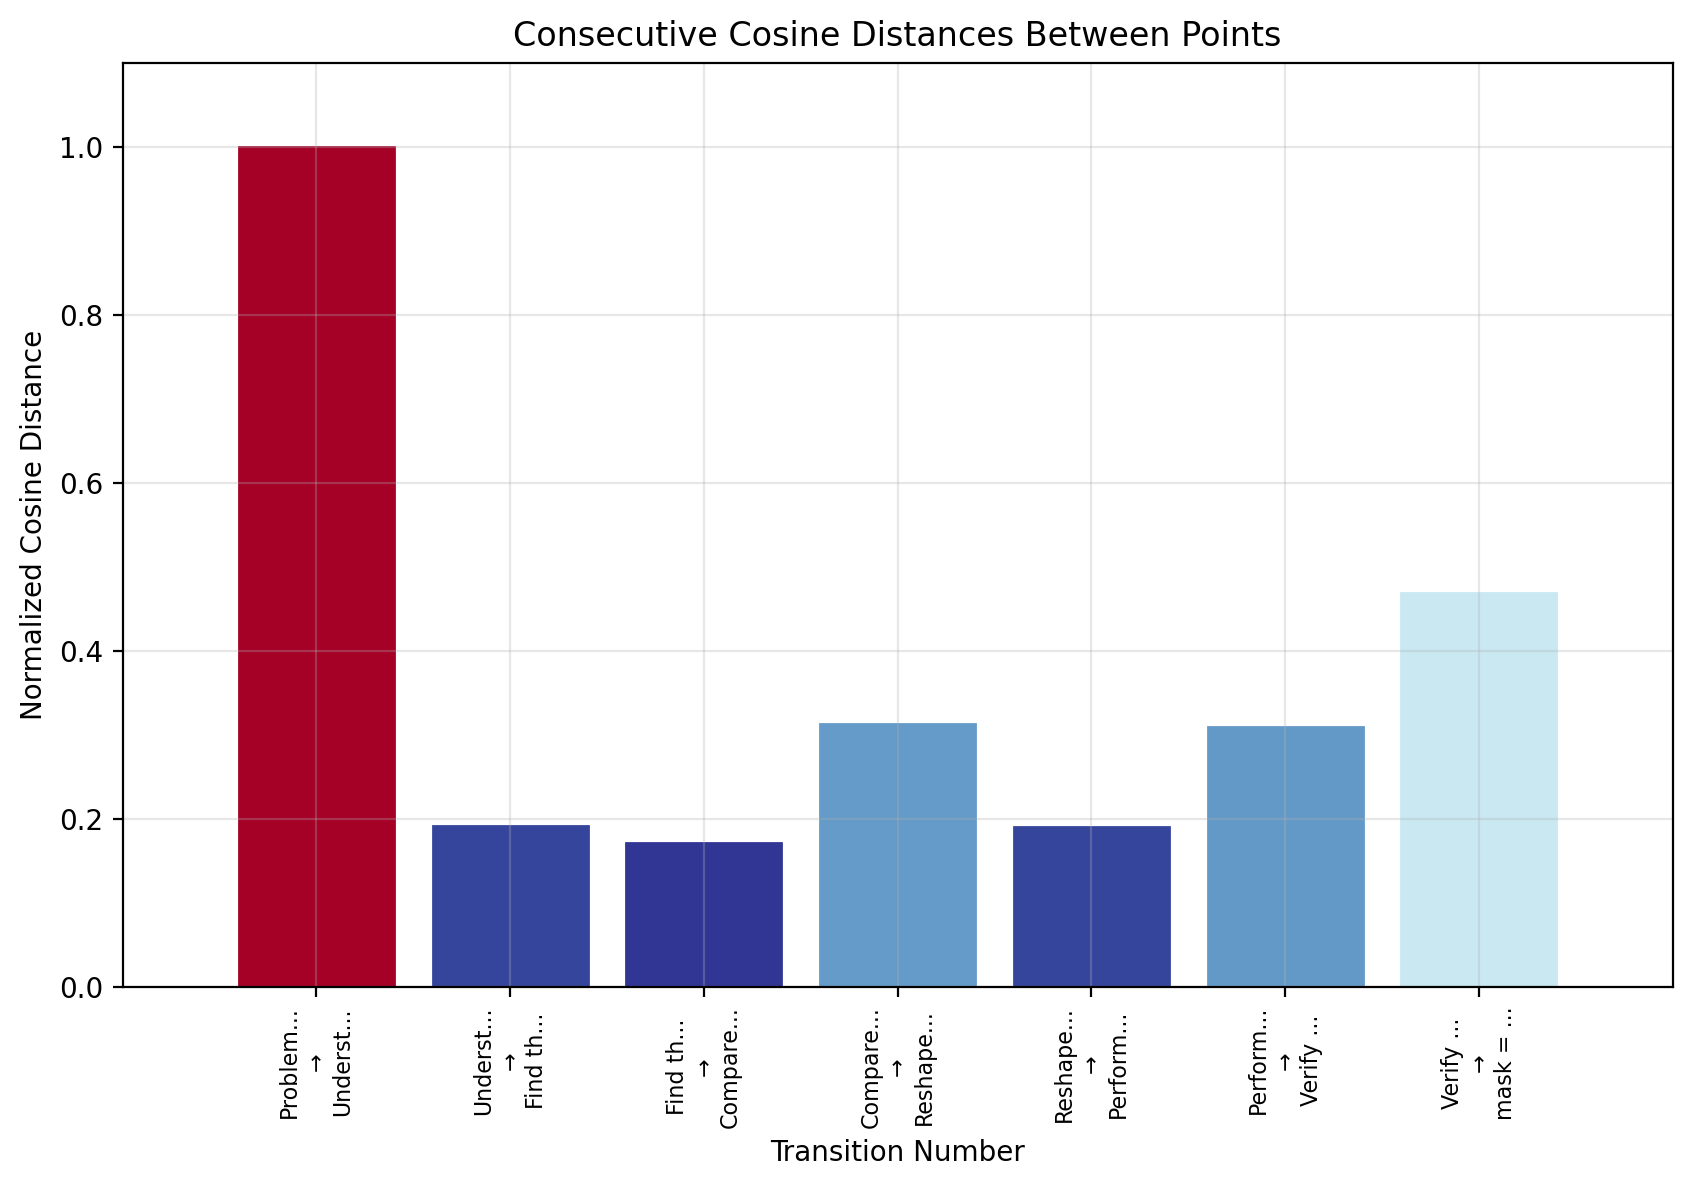 Consecutive Cosine Distances Between Points
Normalized Cosine Distance
1.0
0.8
0.6
0.4
0.2
0.0
Problem...
→
Underst...
Underst...
→
Find th...
Find th...
→
Compare...
Compare...
→
Reshape...
Reshape...
→
Perform...
Perform...
→
Verify ...
Verify ...
→
mask = ...
Transition Number